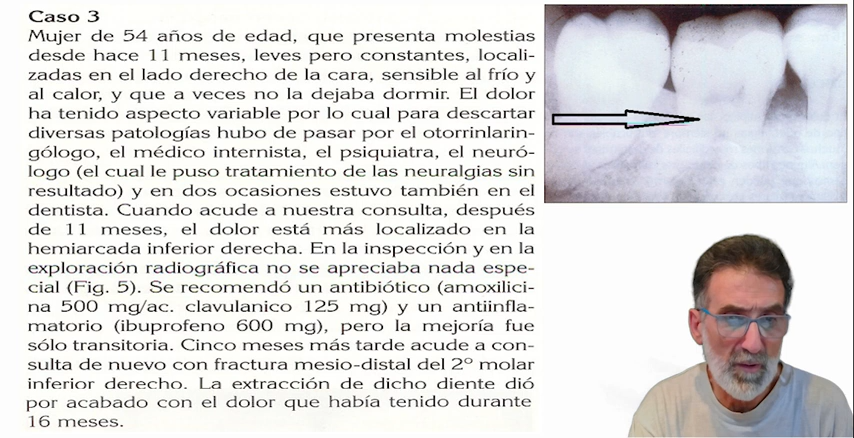 Caso 3
Mujer de 54 años de edad, que presenta molestias
desde hace 11 meses, leves pero constantes, locali-
zadas en el lado derecho de la cara, sensible al frío y
al calor, y que a veces no la dejaba dormir. El dolor
ha tenido aspecto variable por lo cual para descartar
diversas patologías hubo de pasar por el otorrinlarin-
gólogo, el médico internista, el psiquiatra, el neuró-
logo (el cual le puso tratamiento de las neuralgias sin
resultado) y en dos ocasiones estuvo también en el
dentista. Cuando acude a nuestra consulta, después
de 11 meses, el dolor está más localizado en la
hemiarcada inferior derecha. En la inspección y en la
exploración radiográfica no se apreciaba nada espe-
cial (Fig. 5). Se recomendó un antibiótico (amoxilici-
na 500 mg/ac. clavulanico 125 mg) y un antiinfla-
matorio (ibuprofeno 600 mg), pero la mejoría fue
sólo transitoria. Cinco meses más tarde acude a con-
sulta de nuevo con fractura mesio-distal del 2º molar
inferior derecho. La extracción de dicho diente dió
por acabado con el dolor que había tenido durante
16 meses.